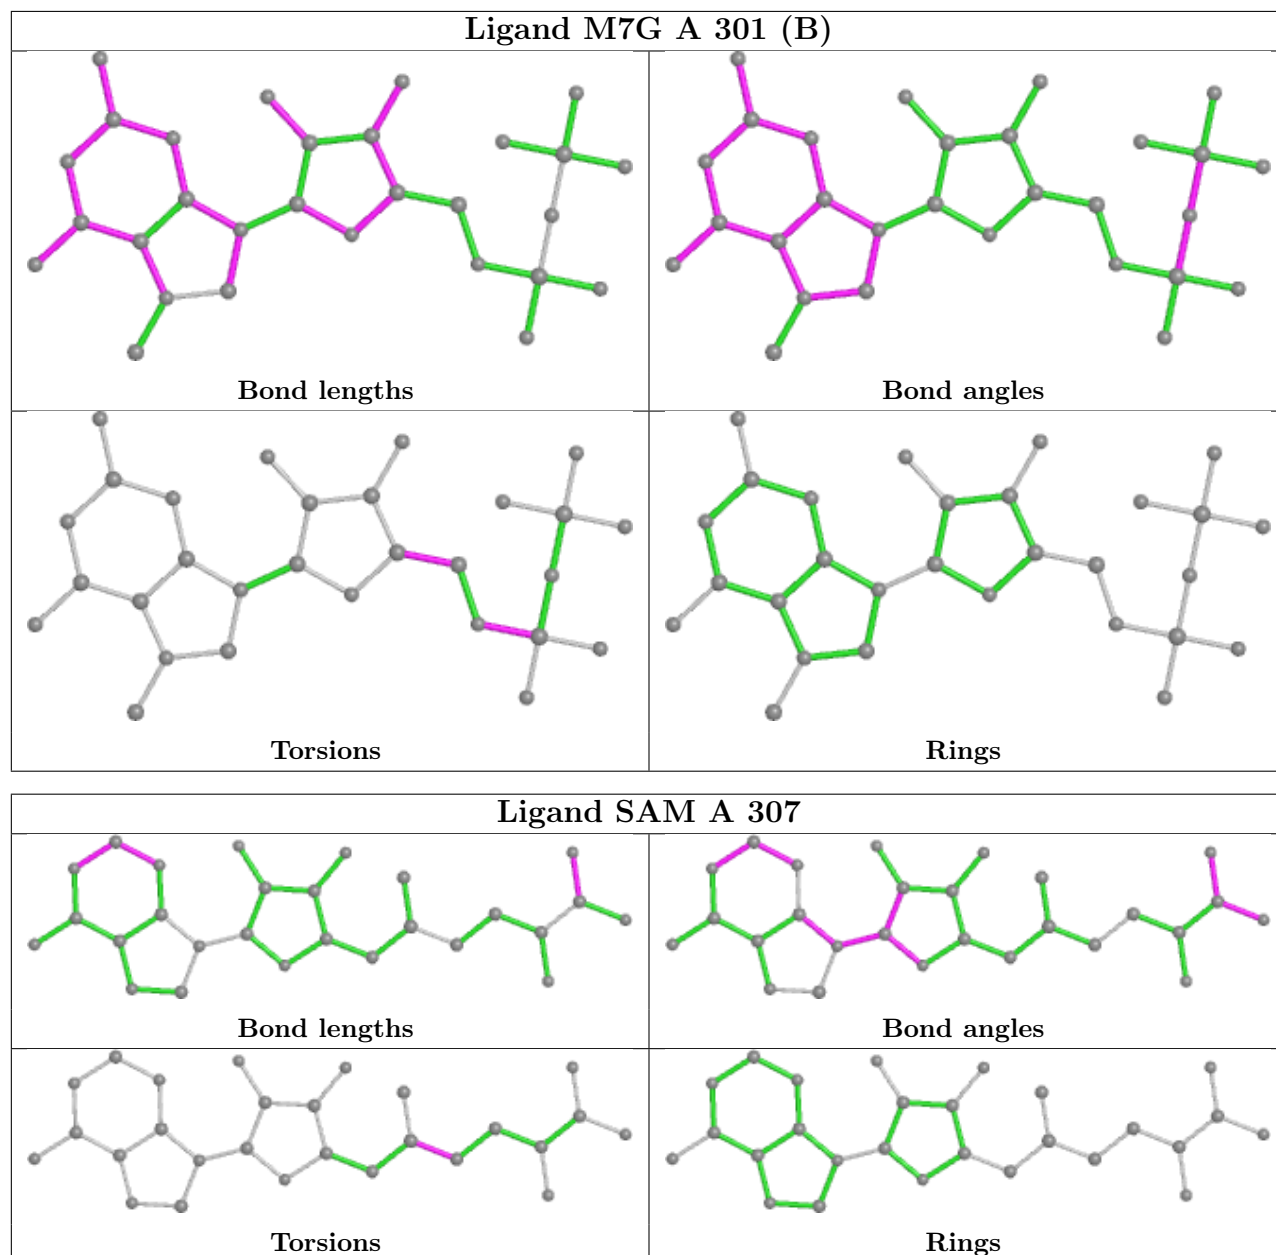 Ligand M7G A 301 (B)
Bond lengths
Bond angles
Torsions
Rings
Ligand SAM A 307
Bond lengths
Bond angles
Torsions
Rings